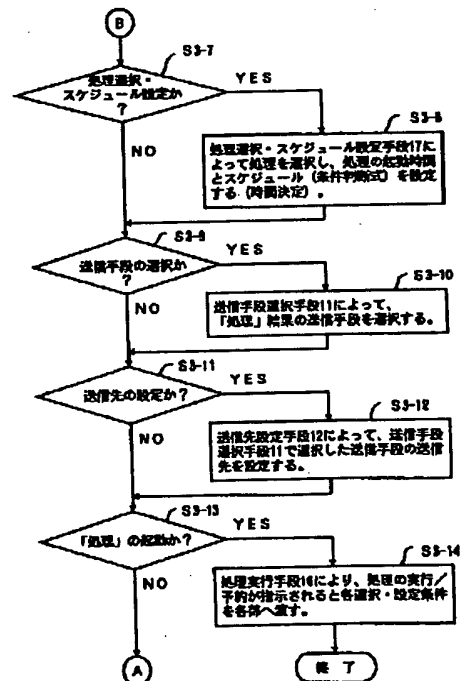 B
S3-7
処理選択・
スケジュール設定か
?
YES
NO
S3-8
処理選択・スケジュール設定手段17に
よって処理を選択し、処理の起動時間
とスケジュール(条件判断式)を設定
する(時間決定)。
S3-9
送信手段の選択か
?
YES
NO
S3-10
送信手段選択手段11によって、
「処理」結果の送信手段を選択する。
S3-11
送信先の設定か?
YES
NO
S3-12
送信先設定手段12によって、送信手段
選択手段11で選択した送信手段の送信
先を設定する。
S3-13
「処理」の起動か?
YES
NO
S3-14
処理実行手段16により、処理の実行/
予約が指示されると各選択・設定条件
を各部へ渡す。
A
終了